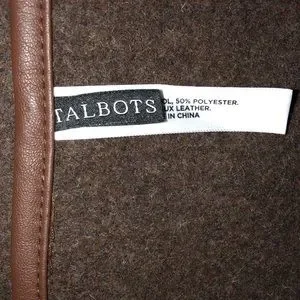 TALBOTS
OL, 50% POLYESTER.
UX LEATHER.
IN CHINA